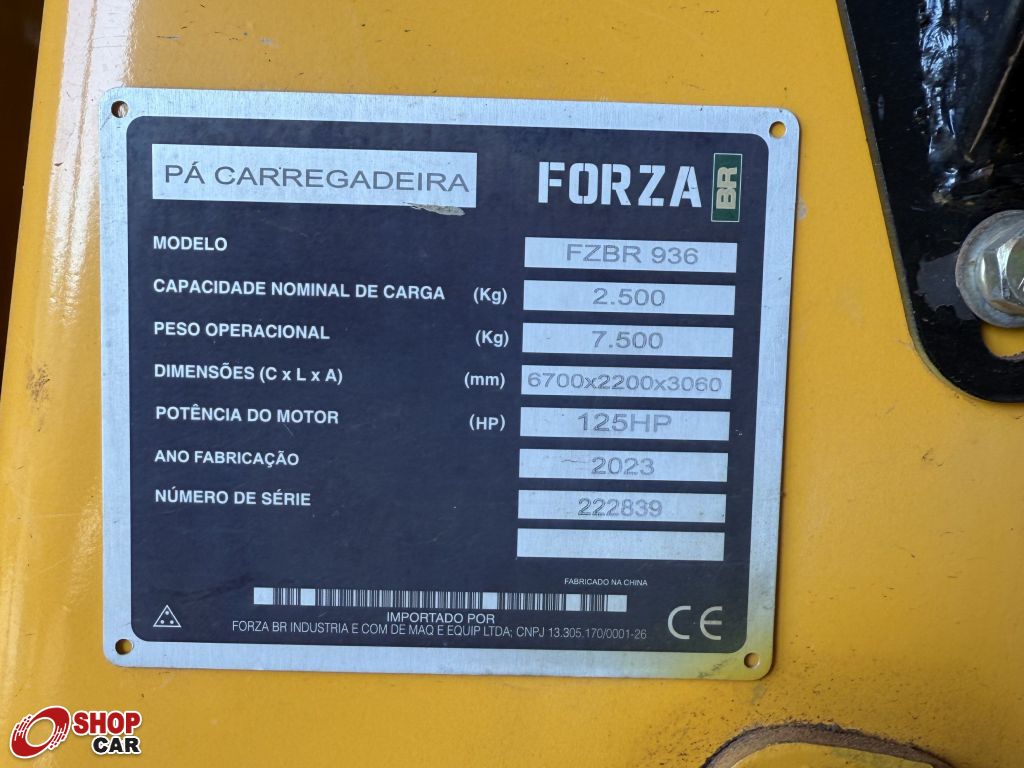 PÁ CARREGADEIRA
FORZA BR
MODELO FZBR 936
CAPACIDADE NOMINAL DE CARGA (Kg) 2.500
PESO OPERACIONAL (Kg) 7.500
DIMENSÕES (C x L x A) (mm) 6700x2200x3060
POTÊNCIA DO MOTOR (HP) 125HP
ANO FABRICAÇÃO 2023
NÚMERO DE SÉRIE 222839
FABRICADO NA CHINA
IMPORTADO POR
FORZA BR INDUSTRIA E COM DE MAQ E EQUIP LTDA; CNPJ 13.305.170/0001-26
CE
SHOP
CAR